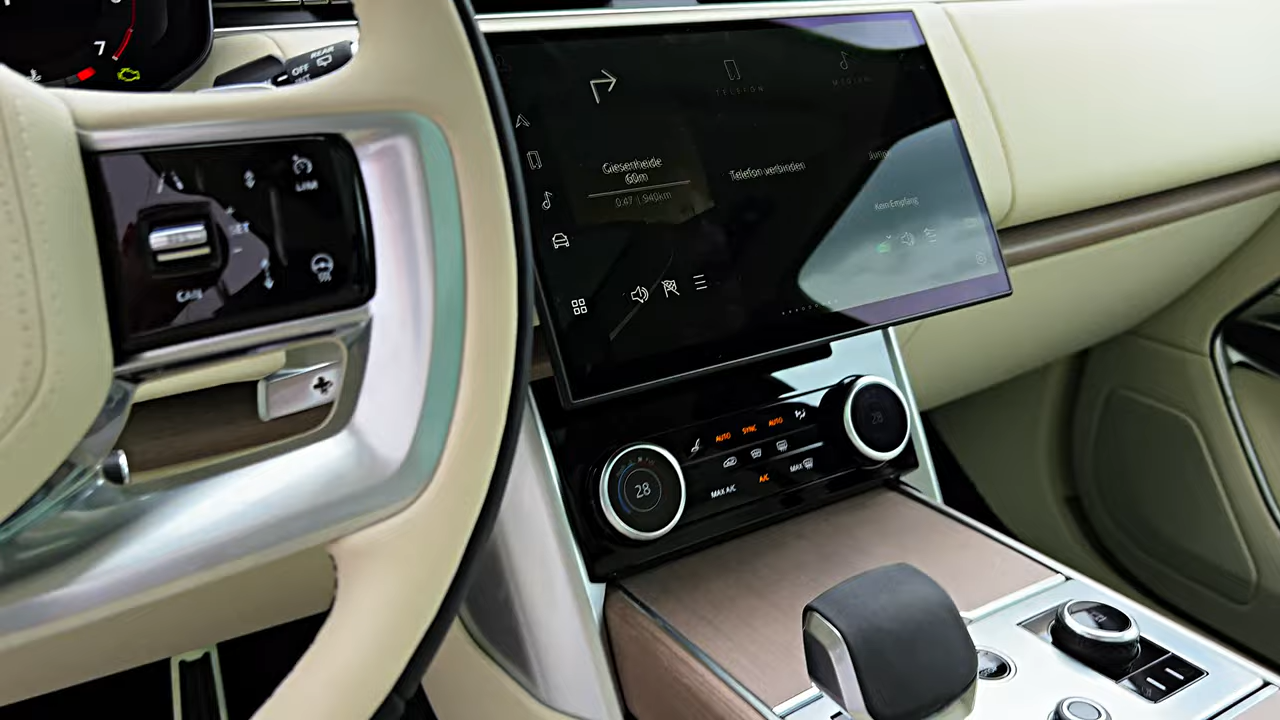 7
REAR
OFF
LIM
SET
CAN
TELEFON
Giesenheide
60m
0:47 | 940km
Telefon verbinden
Kein Empfang
28
AUTO SYNC AUTO
A/C
MAX A/C
MAX
28